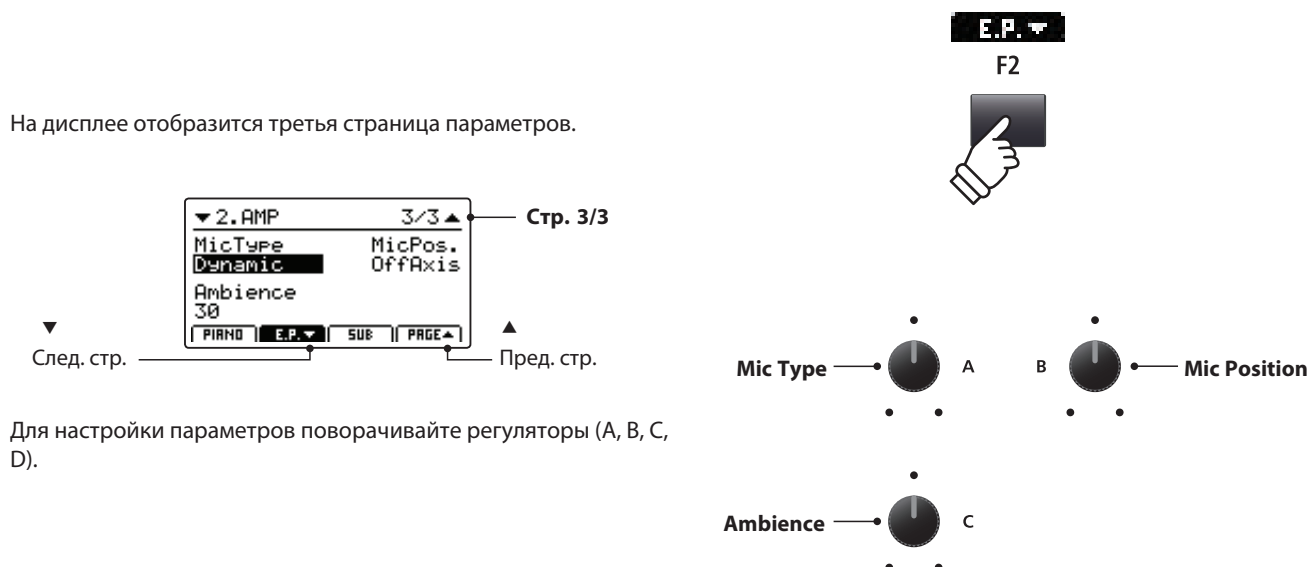 E.P. ▼
F2
На дисплее отобразится третья страница параметров.
▼ 2.AMP 3/3 ▲
Стр. 3/3
MicType MicPos.
Dynamic OffAxis
Ambience
30
PIANO E.P. ▼ SUB PAGE▲
▼
След. стр.
▲
Пред. стр.
Для настройки параметров поворачивайте регуляторы (A, B, C,
D).
Mic Type
A
B
Mic Position
Ambience
C